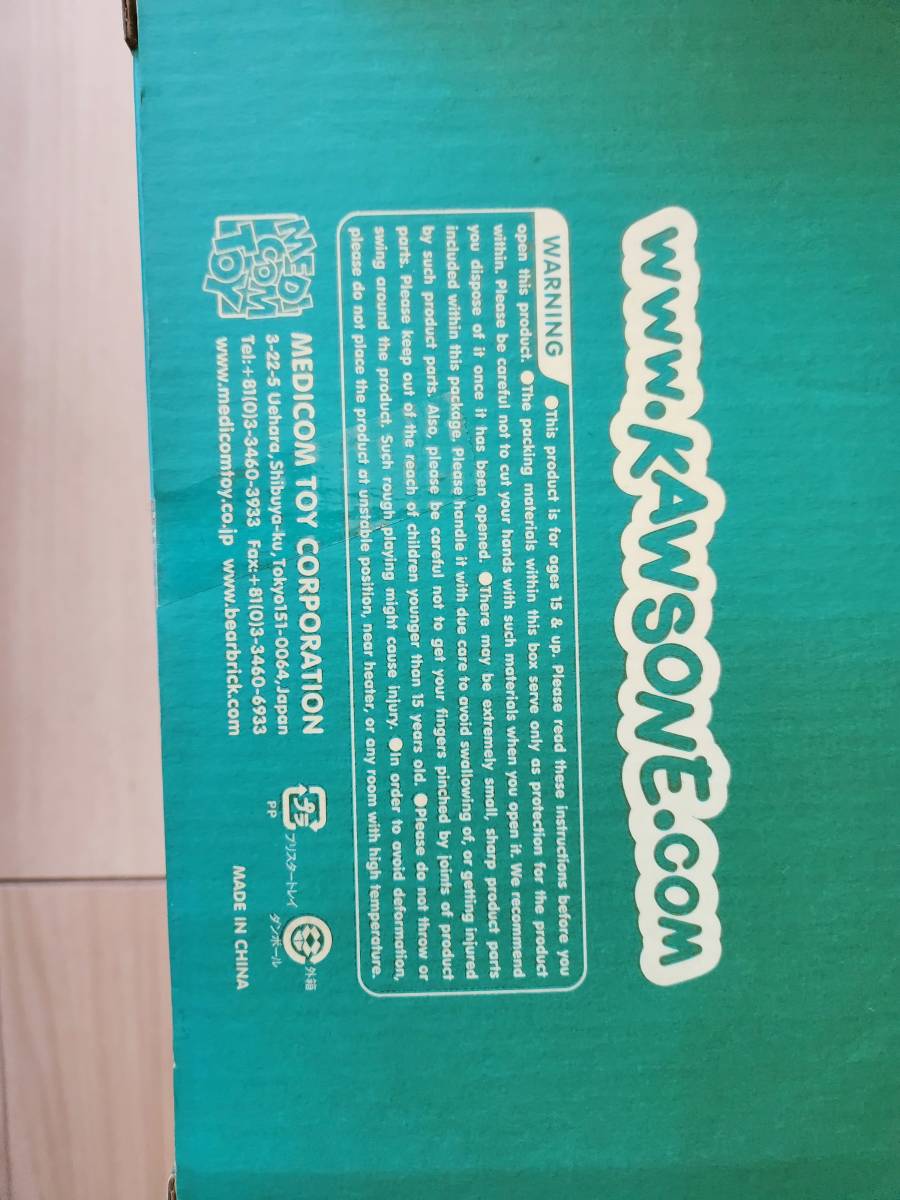 www.KAWSONE.COM
WARNING
●This product is for ages 15 & up. Please read these instructions before you
open this product. ●The packing materials within this box serve only as protection for the product
within. Please be careful not to cut your hands with such materials when you open it. We recommend
you dispose of it once it has been opened. ●There may be extremely small, sharp product parts
included within this package. Please handle it with due care to avoid swallowing of, or getting injured
by such product parts. Also, please be careful not to get your fingers pinched by joints of product
parts. Please keep out of the reach of children younger than 15 years old. ●Please do not throw or
swing around the product. Such rough playing might cause injury. ●In order to avoid deformation,
please do not place the product at unstable position, near heater, or any room with high temperature.
MEDICOM TOY
MEDICOM TOY CORPORATION
3-22-5 Uehara,Shibuya-ku,Tokyo151-0064,Japan
Tel:+81(0)3-3460-3933 Fax:+81(0)3-3460-6933
www.medicomtoy.co.jp www.bearbrick.com
プラ
PP
ブリスタートレイ
外箱
ダンボール
MADE IN CHINA